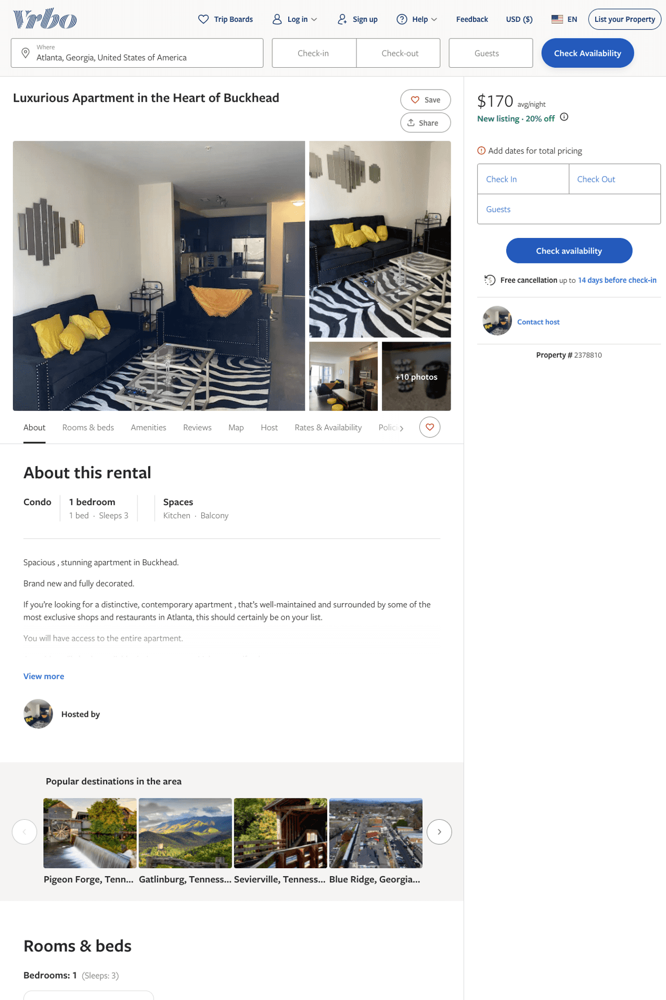 Vrbo
Trip Boards
Log in
Sign up
Help
Feedback
USD ($)
EN
List your Property
Where
Atlanta, Georgia, United States of America
Check-in
Check-out
Guests
Check Availability
Luxurious Apartment in the Heart of Buckhead
Save
Share
+10 photos
$170 avg/night
New listing · 20% off
Add dates for total pricing
Check In
Check Out
Guests
Check availability
Free cancellation up to 14 days before check-in
Contact host
Property # 2378810
About
Rooms & beds
Amenities
Reviews
Map
Host
Rates & Availability
Polici
About this rental
Condo
1 bedroom
1 bed · Sleeps 3
Spaces
Kitchen · Balcony
Spacious , stunning apartment in Buckhead.
Brand new and fully decorated.
If you’re looking for a distinctive, contemporary apartment , that’s well-maintained and surrounded by some of the
most exclusive shops and restaurants in Atlanta, this should certainly be on your list.
You will have access to the entire apartment.
View more
Hosted by
Popular destinations in the area
Pigeon Forge, Tenn...
Gatlinburg, Tenness...
Sevierville, Tenness...
Blue Ridge, Georgia...
Rooms & beds
Bedrooms: 1 (Sleeps: 3)